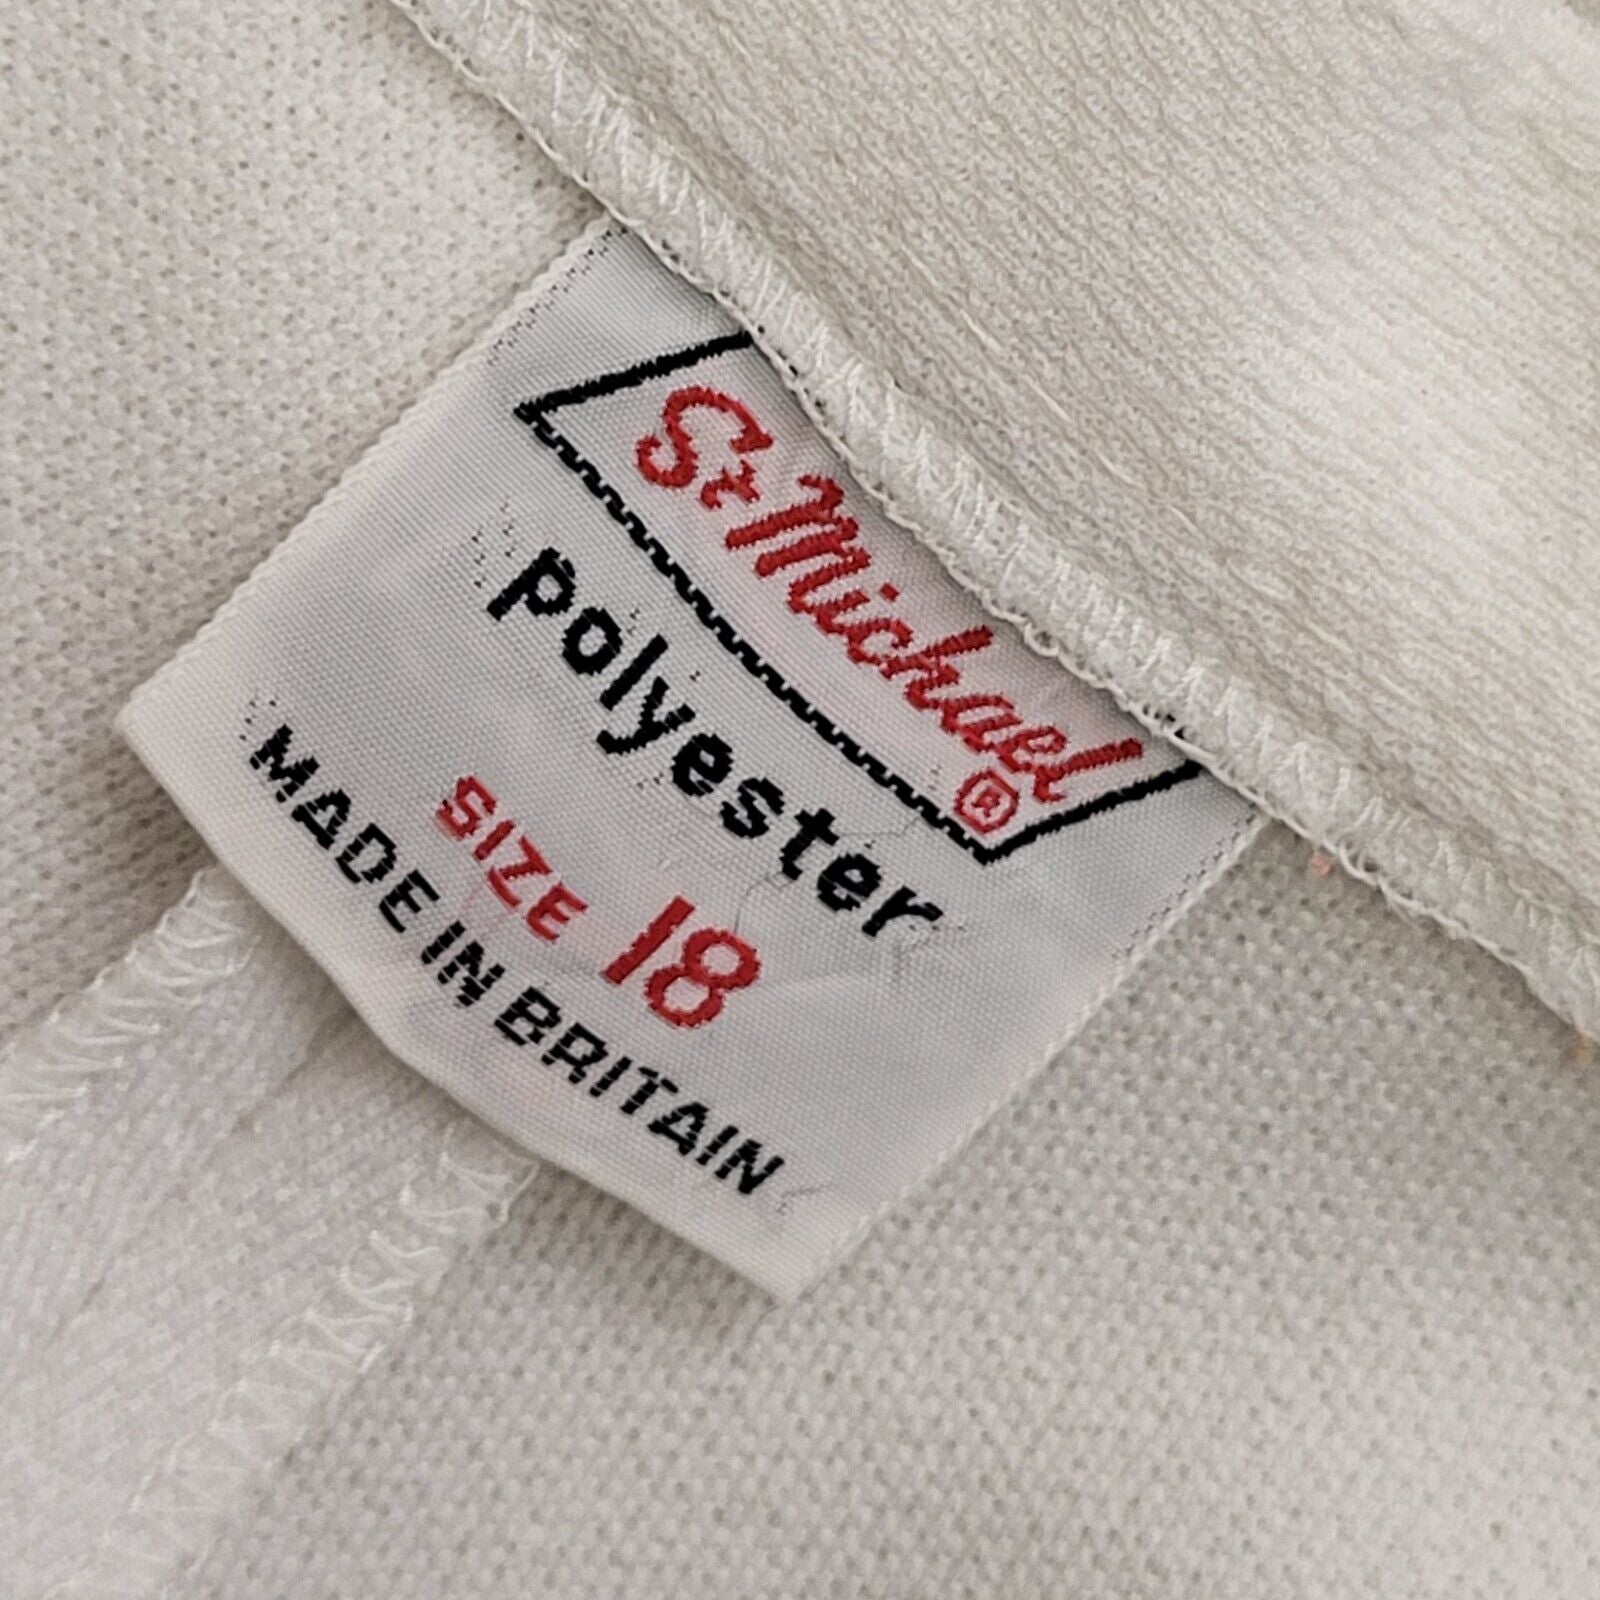 St Michael
®
polyester
SIZE 18
MADE IN BRITAIN